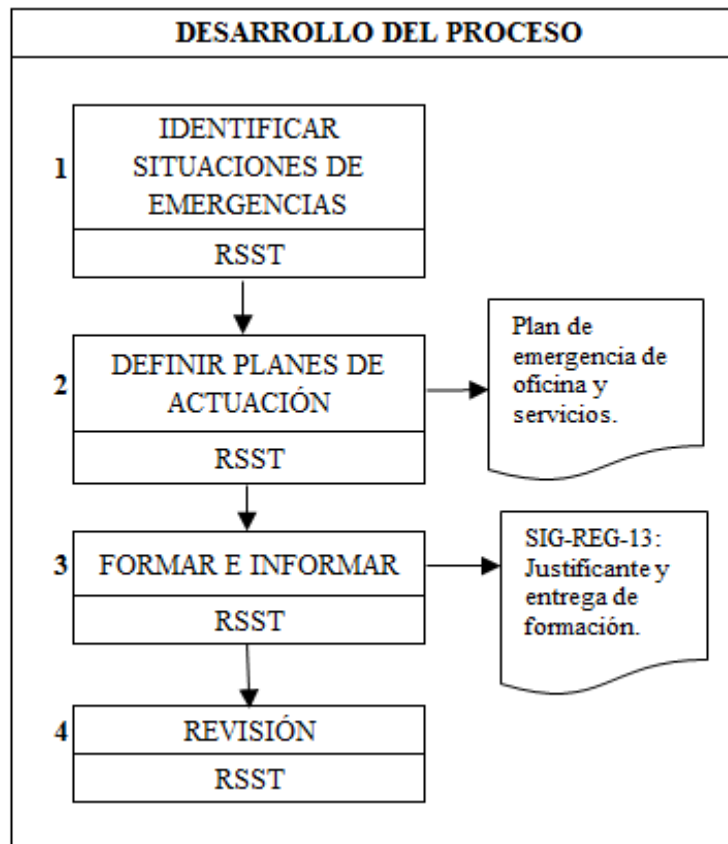 DESARROLLO DEL PROCESO
1
IDENTIFICAR
SITUACIONES DE
EMERGENCIAS
RSST
2
DEFINIR PLANES DE
ACTUACIÓN
RSST
Plan de
emergencia de
oficina y
servicios.
3
FORMAR E INFORMAR
RSST
SIG-REG-13:
Justificante y
entrega de
formación.
4
REVISIÓN
RSST